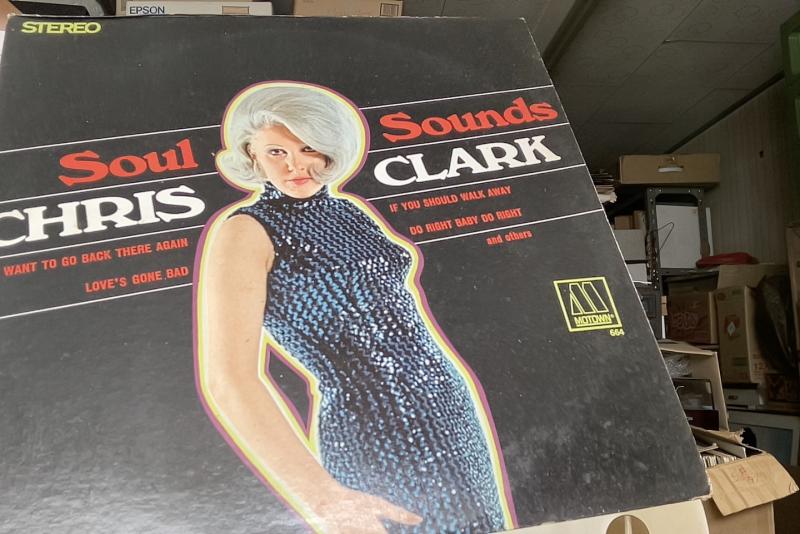 EPSON
STEREO
Soul Sounds
CHRIS CLARK
WANT TO GO BACK THERE AGAIN
LOVE'S GONE BAD
IF YOU SHOULD WALK AWAY
DO RIGHT BABY DO RIGHT
and others
M
MOTOWN®
664